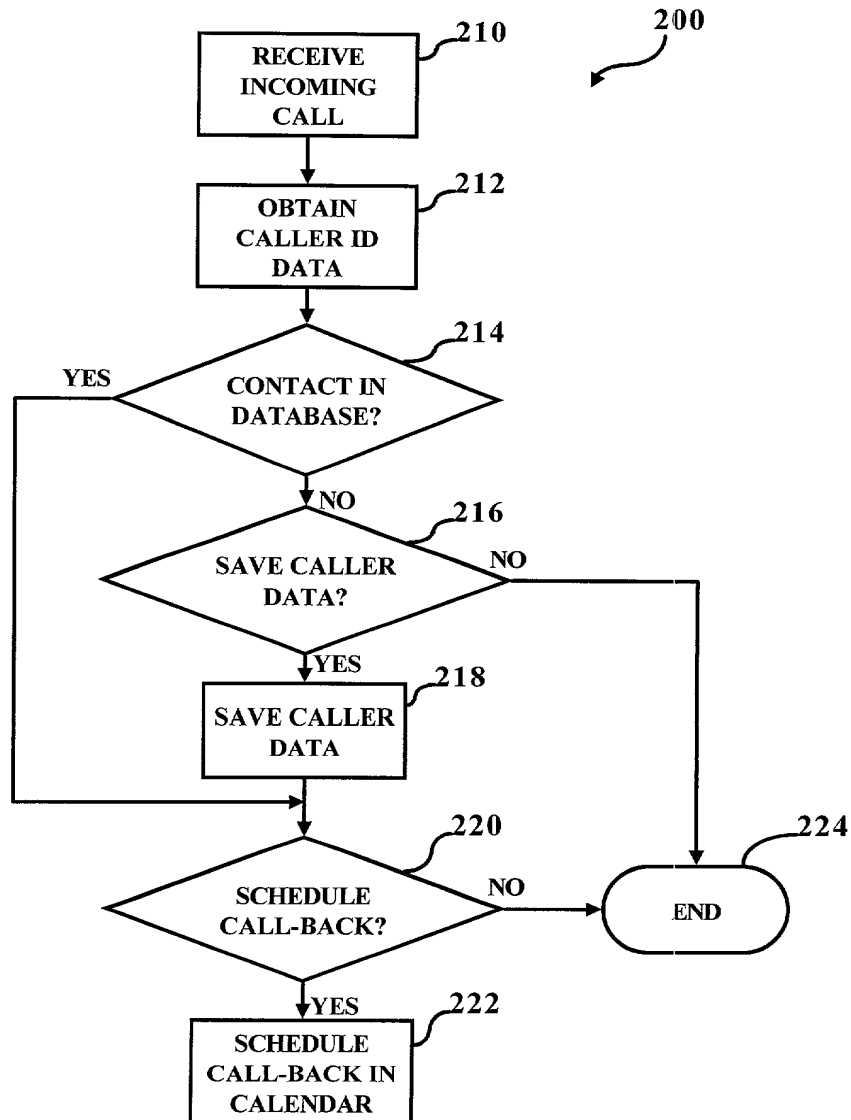 210
200
RECEIVE
INCOMING
CALL
212
OBTAIN
CALLER ID
DATA
214
YES
CONTACT IN
DATABASE?
NO
216
SAVE CALLER
DATA?
NO
YES
218
SAVE CALLER
DATA
220
224
SCHEDULE
CALL-BACK?
NO
END
YES
222
SCHEDULE
CALL-BACK IN
CALENDAR